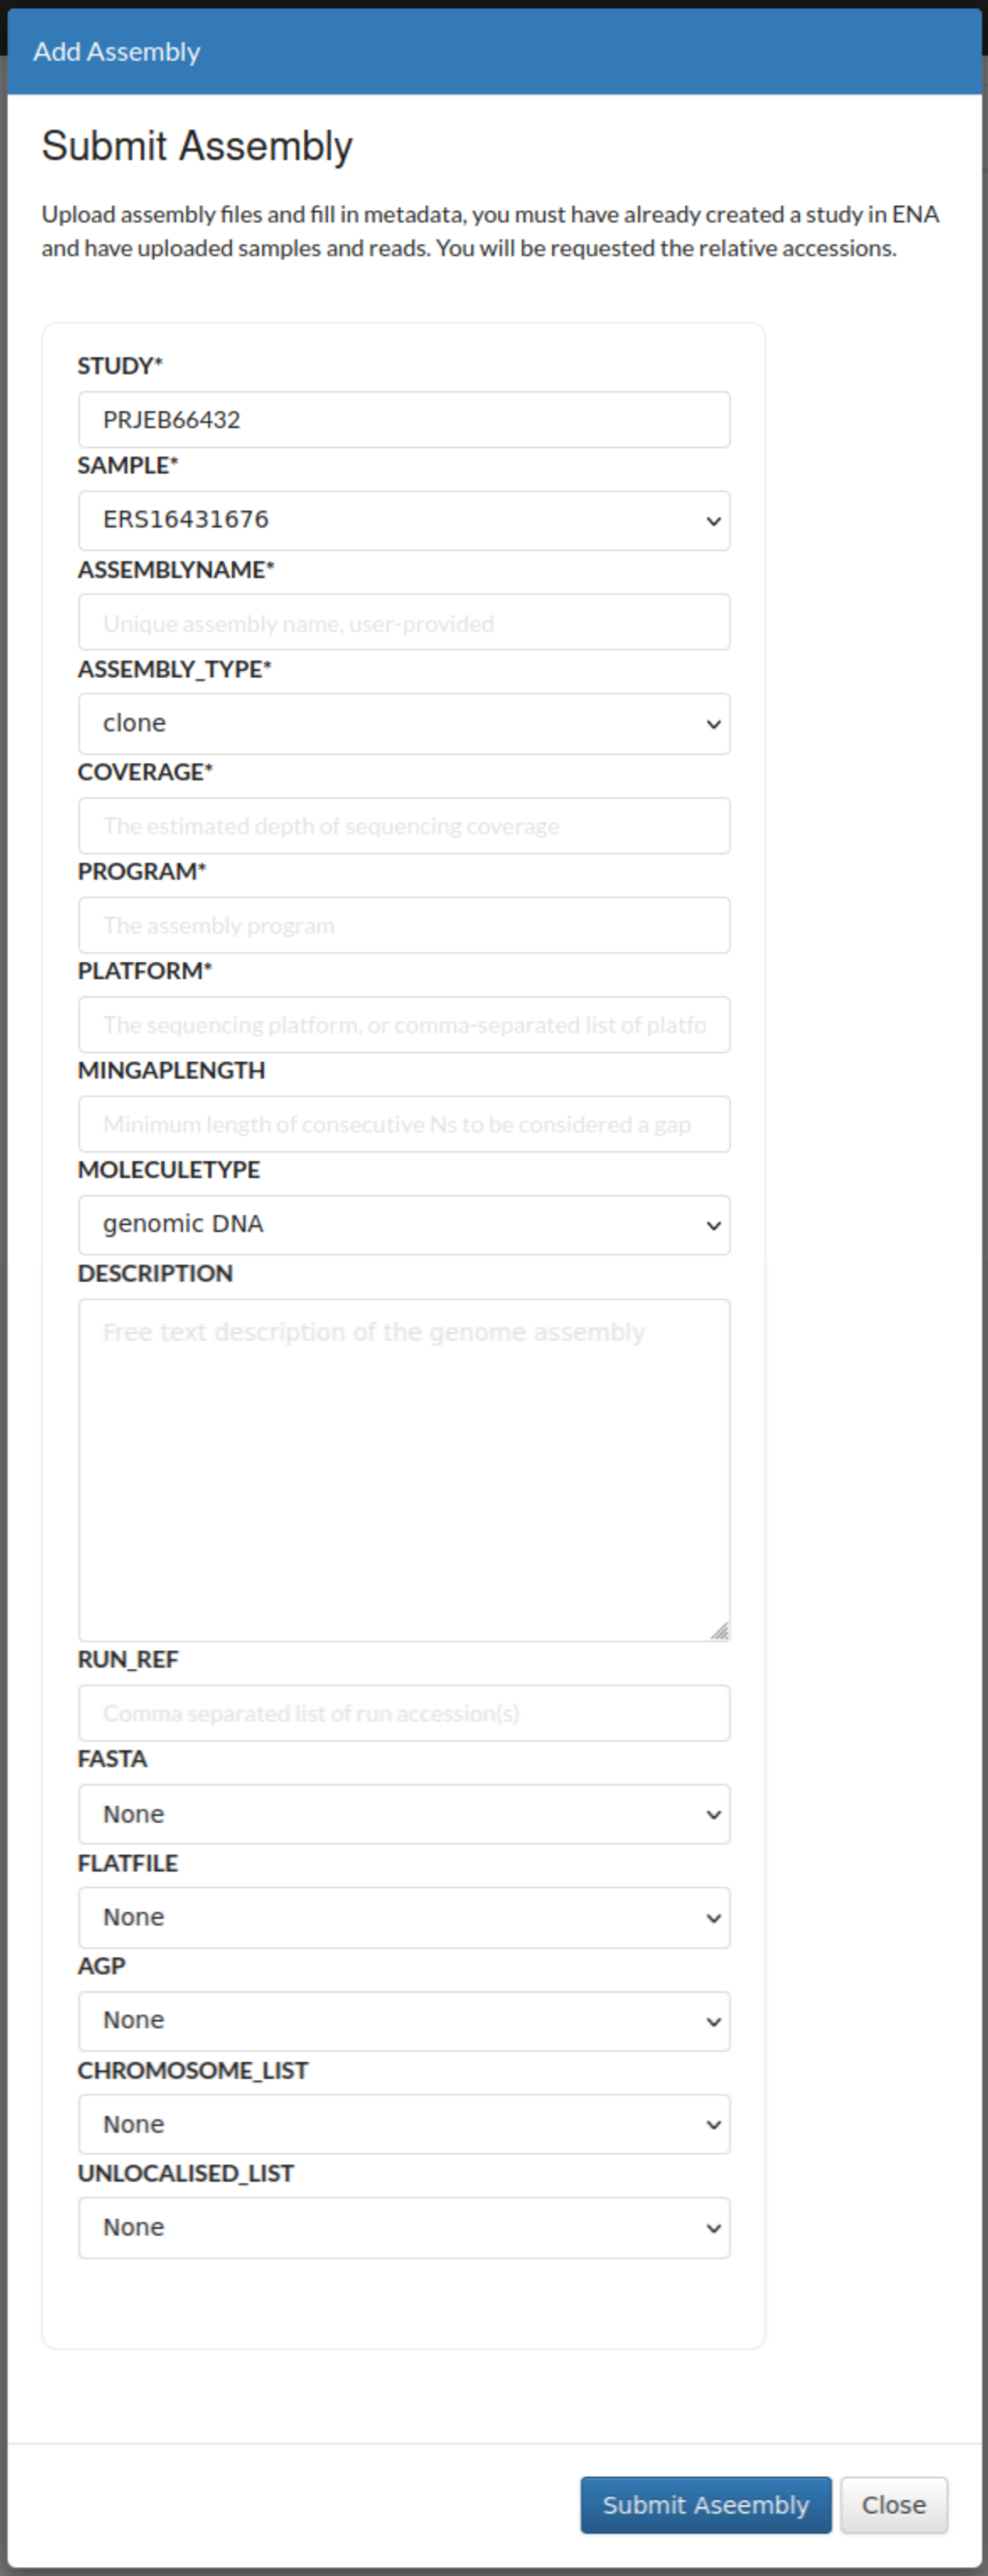 Add Assembly
Submit Assembly
Upload assembly files and fill in metadata, you must have already created a study in ENA
and have uploaded samples and reads. You will be requested the relative accessions.
STUDY*
PRJEB66432
SAMPLE*
ERS16431676
ASSEMBLYNAME*
Unique assembly name, user-provided
ASSEMBLY_TYPE*
clone
COVERAGE*
The estimated depth of sequencing coverage
PROGRAM*
The assembly program
PLATFORM*
The sequencing platform, or comma-separated list of platfo
MINGAPLENGTH
Minimum length of consecutive Ns to be considered a gap
MOLECULETYPE
genomic DNA
DESCRIPTION
Free text description of the genome assembly
RUN_REF
Comma separated list of run accession(s)
FASTA
None
FLATFILE
None
AGP
None
CHROMOSOME_LIST
None
UNLOCALISED_LIST
None
Submit Aseembly Close